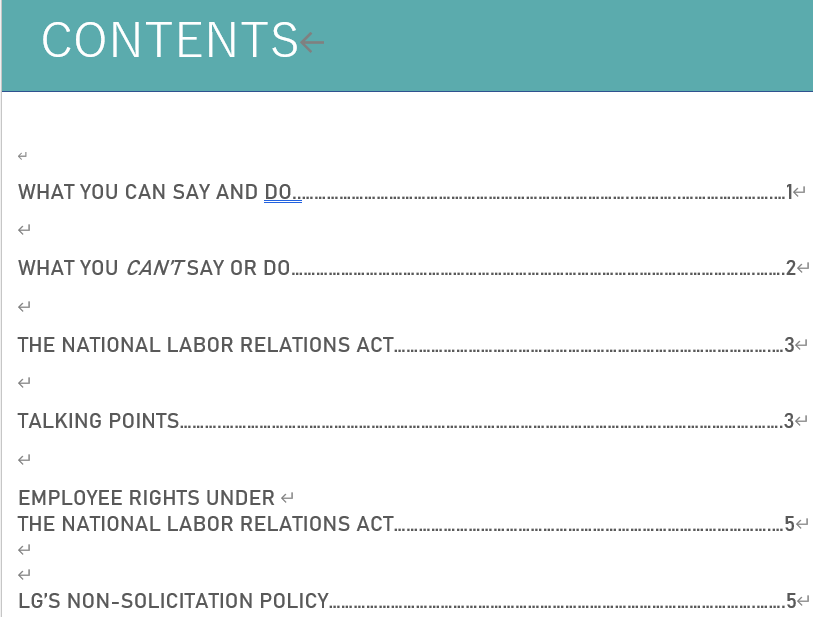 CONTENTS
WHAT YOU CAN SAY AND DO..........................................................................................1
WHAT YOU CAN'T SAY OR DO..........................................................................................2
THE NATIONAL LABOR RELATIONS ACT..........................................................................3
TALKING POINTS..........................................................................................................3
EMPLOYEE RIGHTS UNDER
THE NATIONAL LABOR RELATIONS ACT..........................................................................5
LG'S NON-SOLICITATION POLICY....................................................................................5